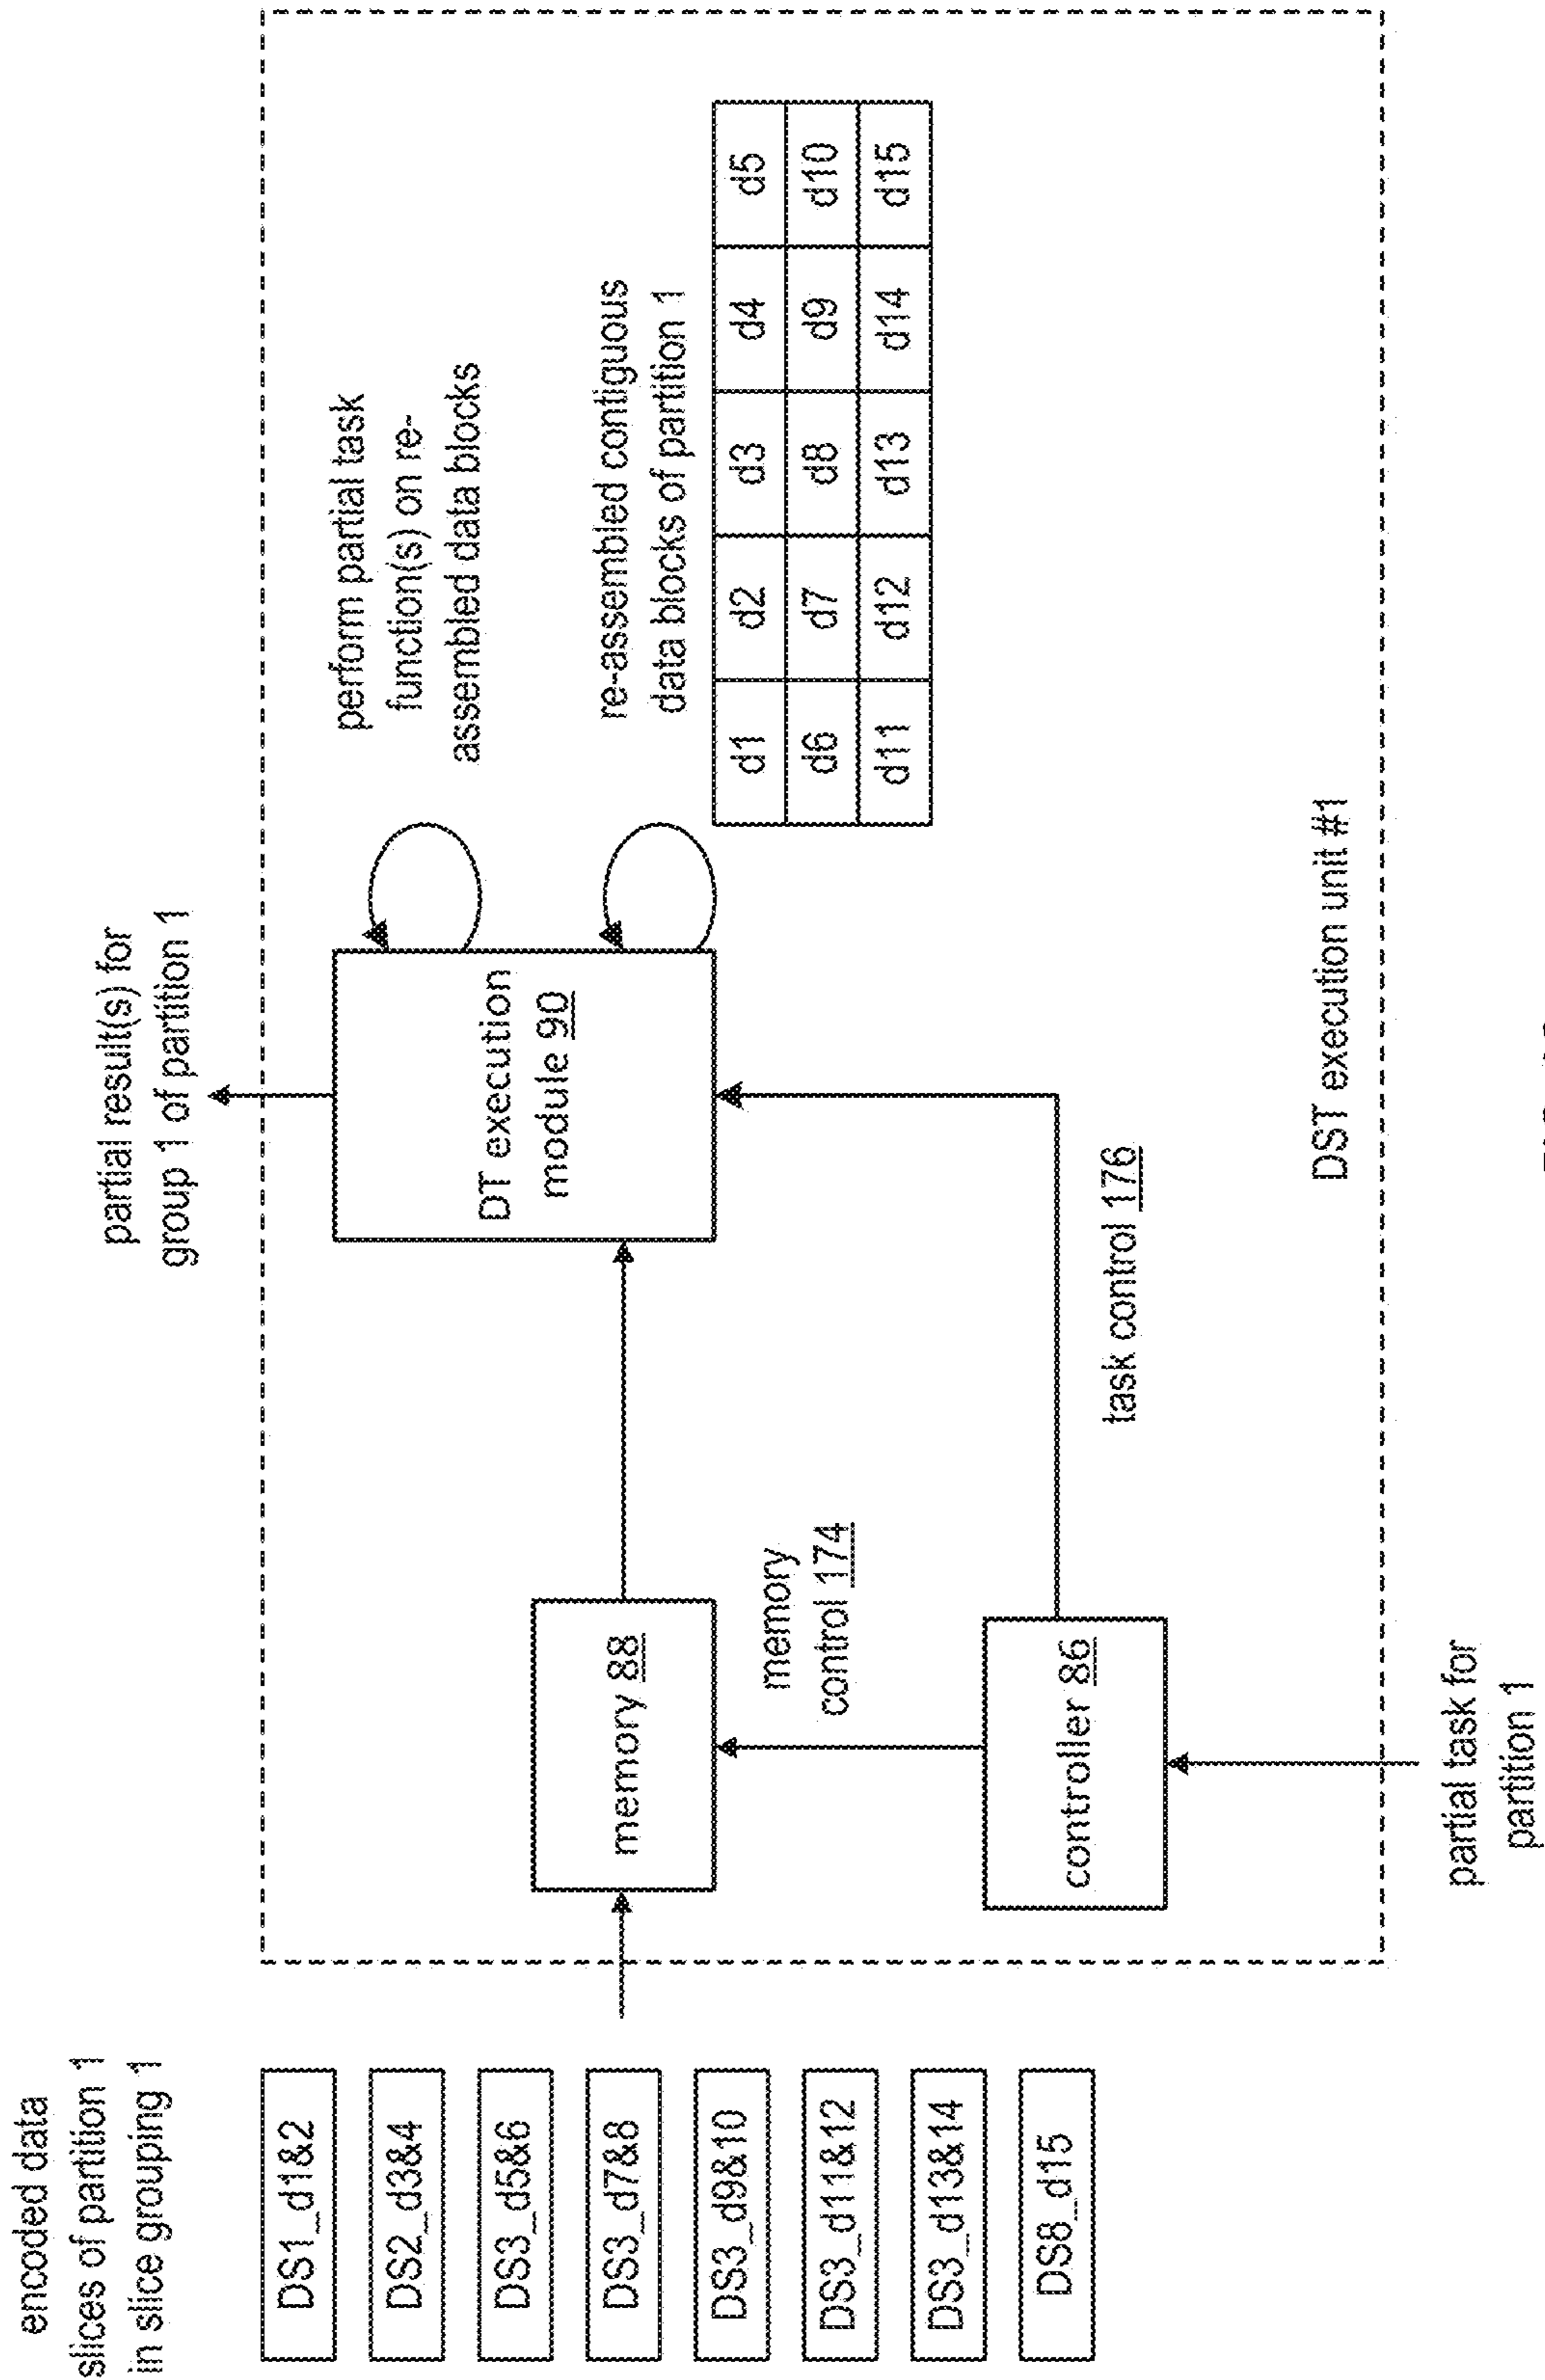 encoded data
slices of partition 1
in slice grouping 1
DS1_d1&2
DS2_d3&4
DS3_d5&6
DS3_d7&8
DS3_d9&10
DS3_d11&12
DS3_d13&14
DS8_d15
partial result(s) for
group 1 of partition 1
DT execution
module 90
perform partial task
function(s) on re-
assembled data blocks
re-assembled contiguous
data blocks of partition 1
d1 d2 d3 d4 d5
d6 d7 d8 d9 d10
d11 d12 d13 d14 d15
memory 88
memory
control 174
task control 176
controller 86
DST execution unit #1
partial task for
partition 1